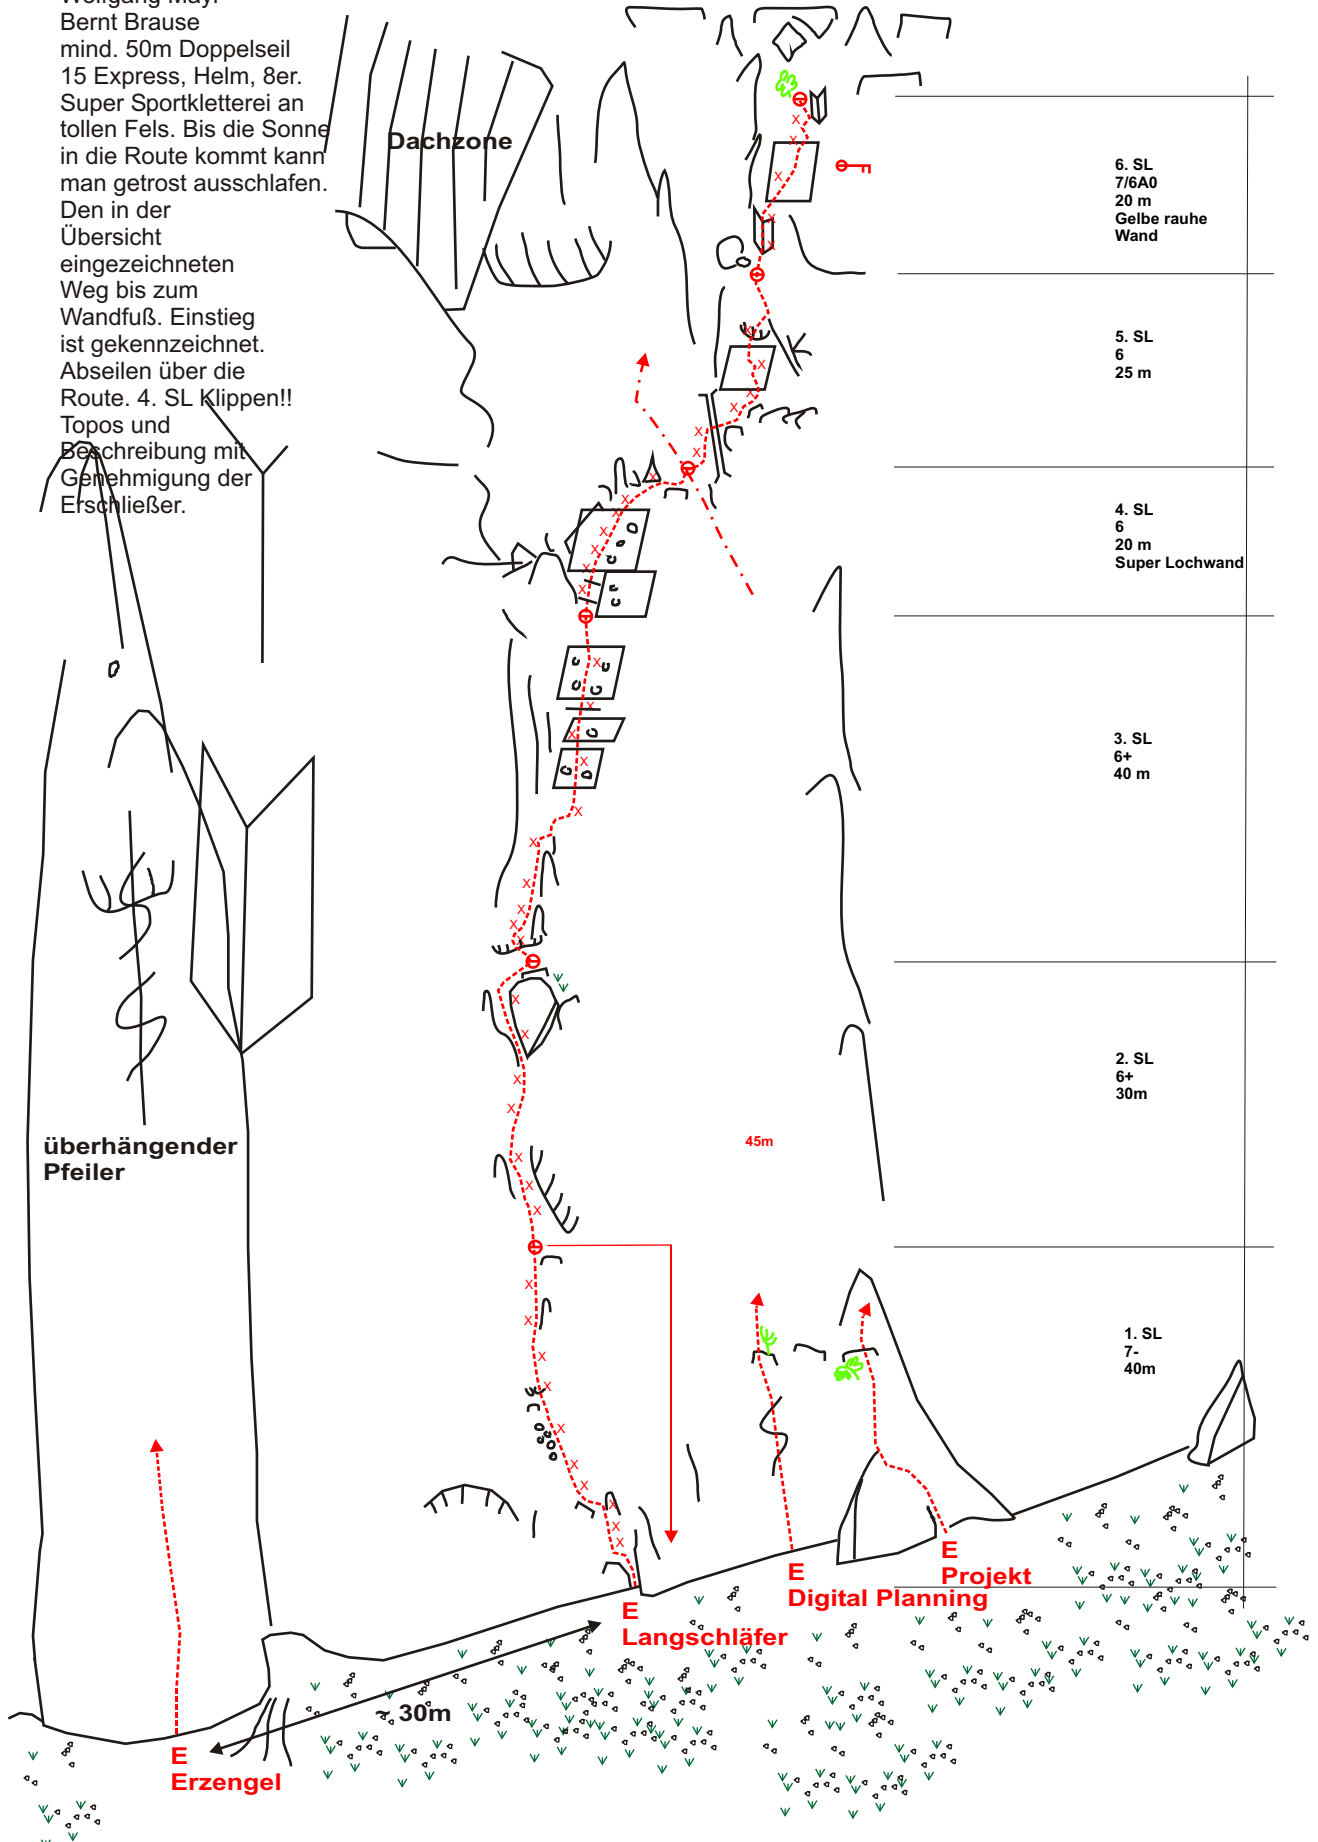 Wolfgang Mayr
Bernt Brause
mind. 50m Doppelseil
15 Express, Helm, 8er.
Super Sportkletterei an
tollen Fels. Bis die Sonne
in die Route kommt kann
man getrost ausschlafen.
Den in der
Übersicht
eingezeichneten
Weg bis zum
Wandfuß. Einstieg
ist gekennzeichnet.
Abseilen über die
Route. 4. SL Klippen!!
Topos und
Beschreibung mit
Genehmigung der
Erschließer.
Dachzone
6. SL
7/6A0
20 m
Gelbe rauhe
Wand
5. SL
6
25 m
4. SL
6
20 m
Super Lochwand
3. SL
6+
40 m
2. SL
6+
30m
überhängender
Pfeiler
45m
1. SL
7-
40m
E
Projekt
E
Digital Planning
E
Langschläfer
~ 30m
E
Erzengel